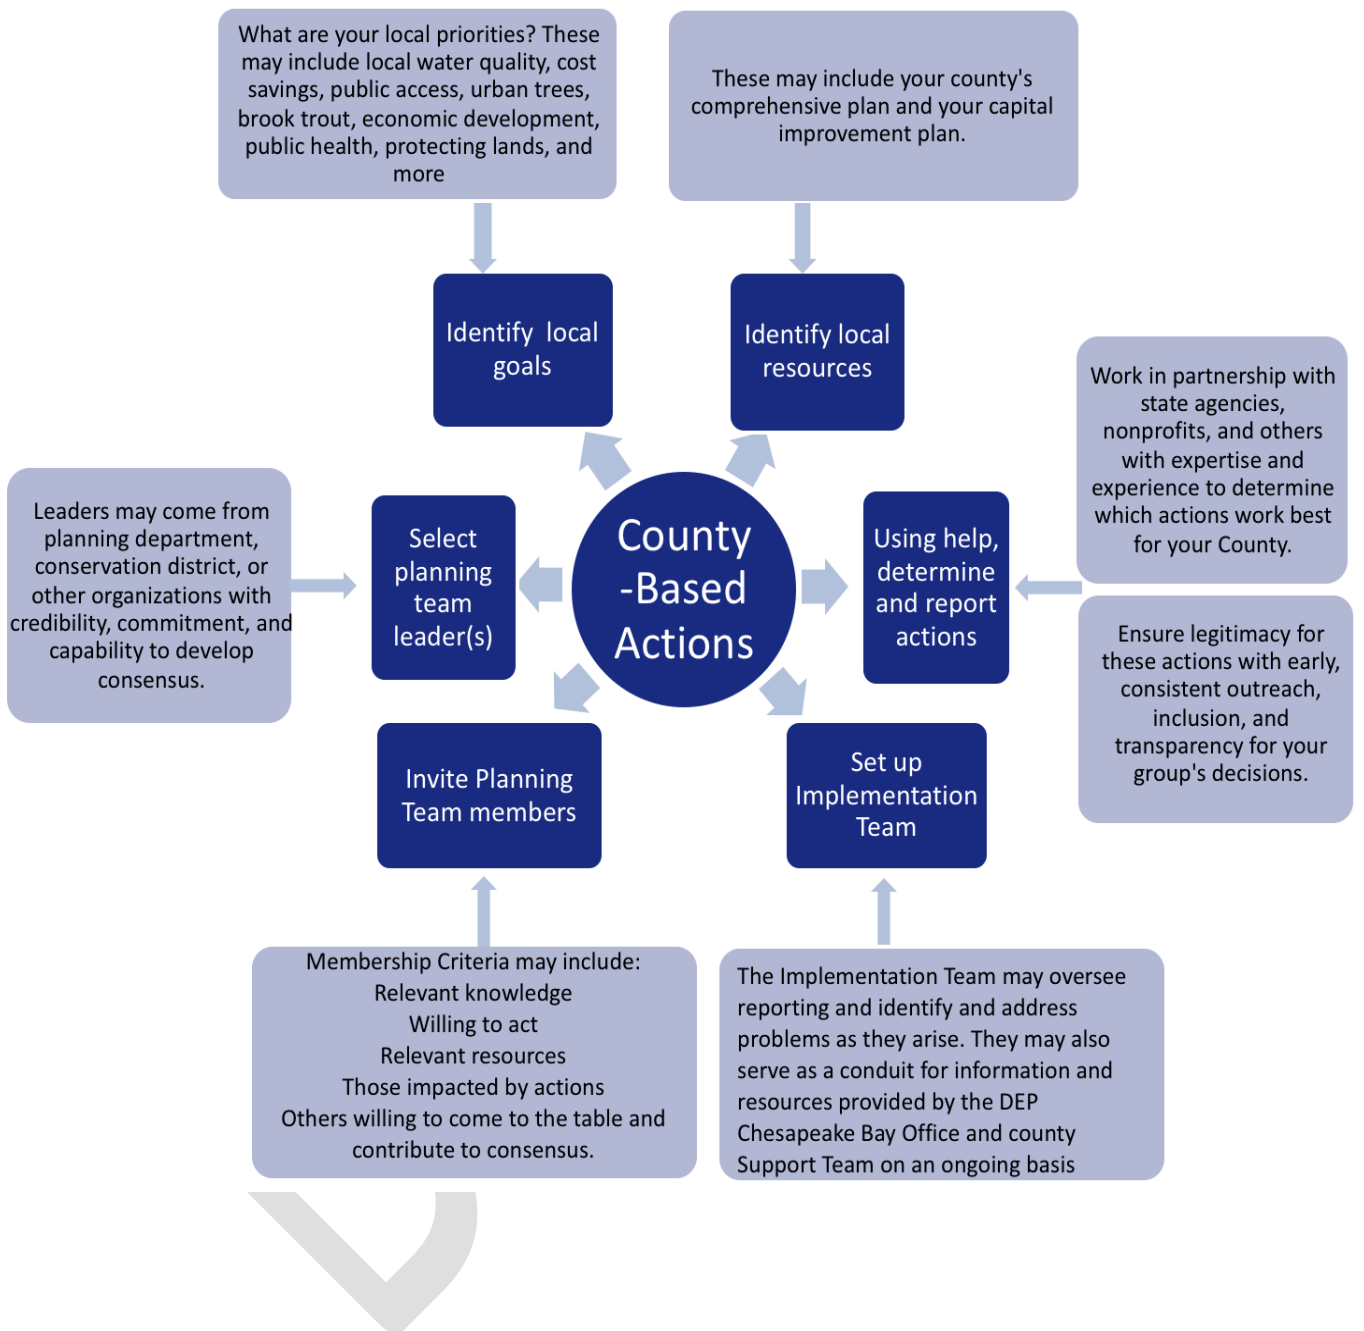 What are your local priorities? These
may include local water quality, cost
savings, public access, urban trees,
brook trout, economic development,
public health, protecting lands, and
more
These may include your county's
comprehensive plan and your capital
improvement plan.
Identify local
goals
Identify local
resources
Work in partnership with
state agencies,
nonprofits, and others
with expertise and
experience to determine
which actions work best
for your County.
Leaders may come from
planning department,
conservation district, or
other organizations with
credibility, commitment, and
capability to develop
consensus.
Select
planning
team
leader(s)
County
-Based
Actions
Using help,
determine
and report
actions
Ensure legitimacy for
these actions with early,
consistent outreach,
inclusion, and
transparency for your
group's decisions.
Invite Planning
Team members
Set up
Implementation
Team
Membership Criteria may include:
Relevant knowledge
Willing to act
Relevant resources
Those impacted by actions
Others willing to come to the table and
contribute to consensus.
The Implementation Team may oversee
reporting and identify and address
problems as they arise. They may also
serve as a conduit for information and
resources provided by the DEP
Chesapeake Bay Office and county
Support Team on an ongoing basis